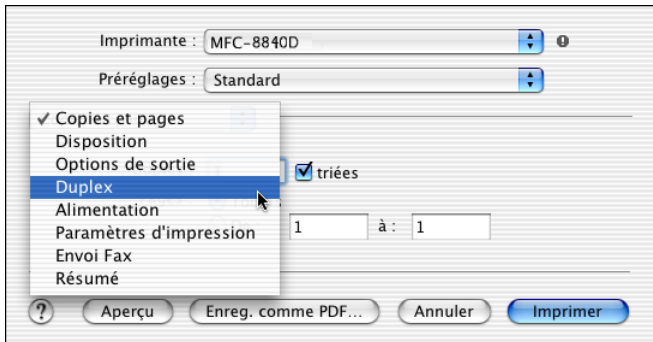 Imprimante : MFC-8840D
Préréglages : Standard
✓ Copies et pages
Disposition
Options de sortie
triées
Duplex
Alimentation
1 à : 1
Paramètres d'impression
Envoi Fax
Résumé
? Aperçu Enreg. comme PDF... Annuler Imprimer